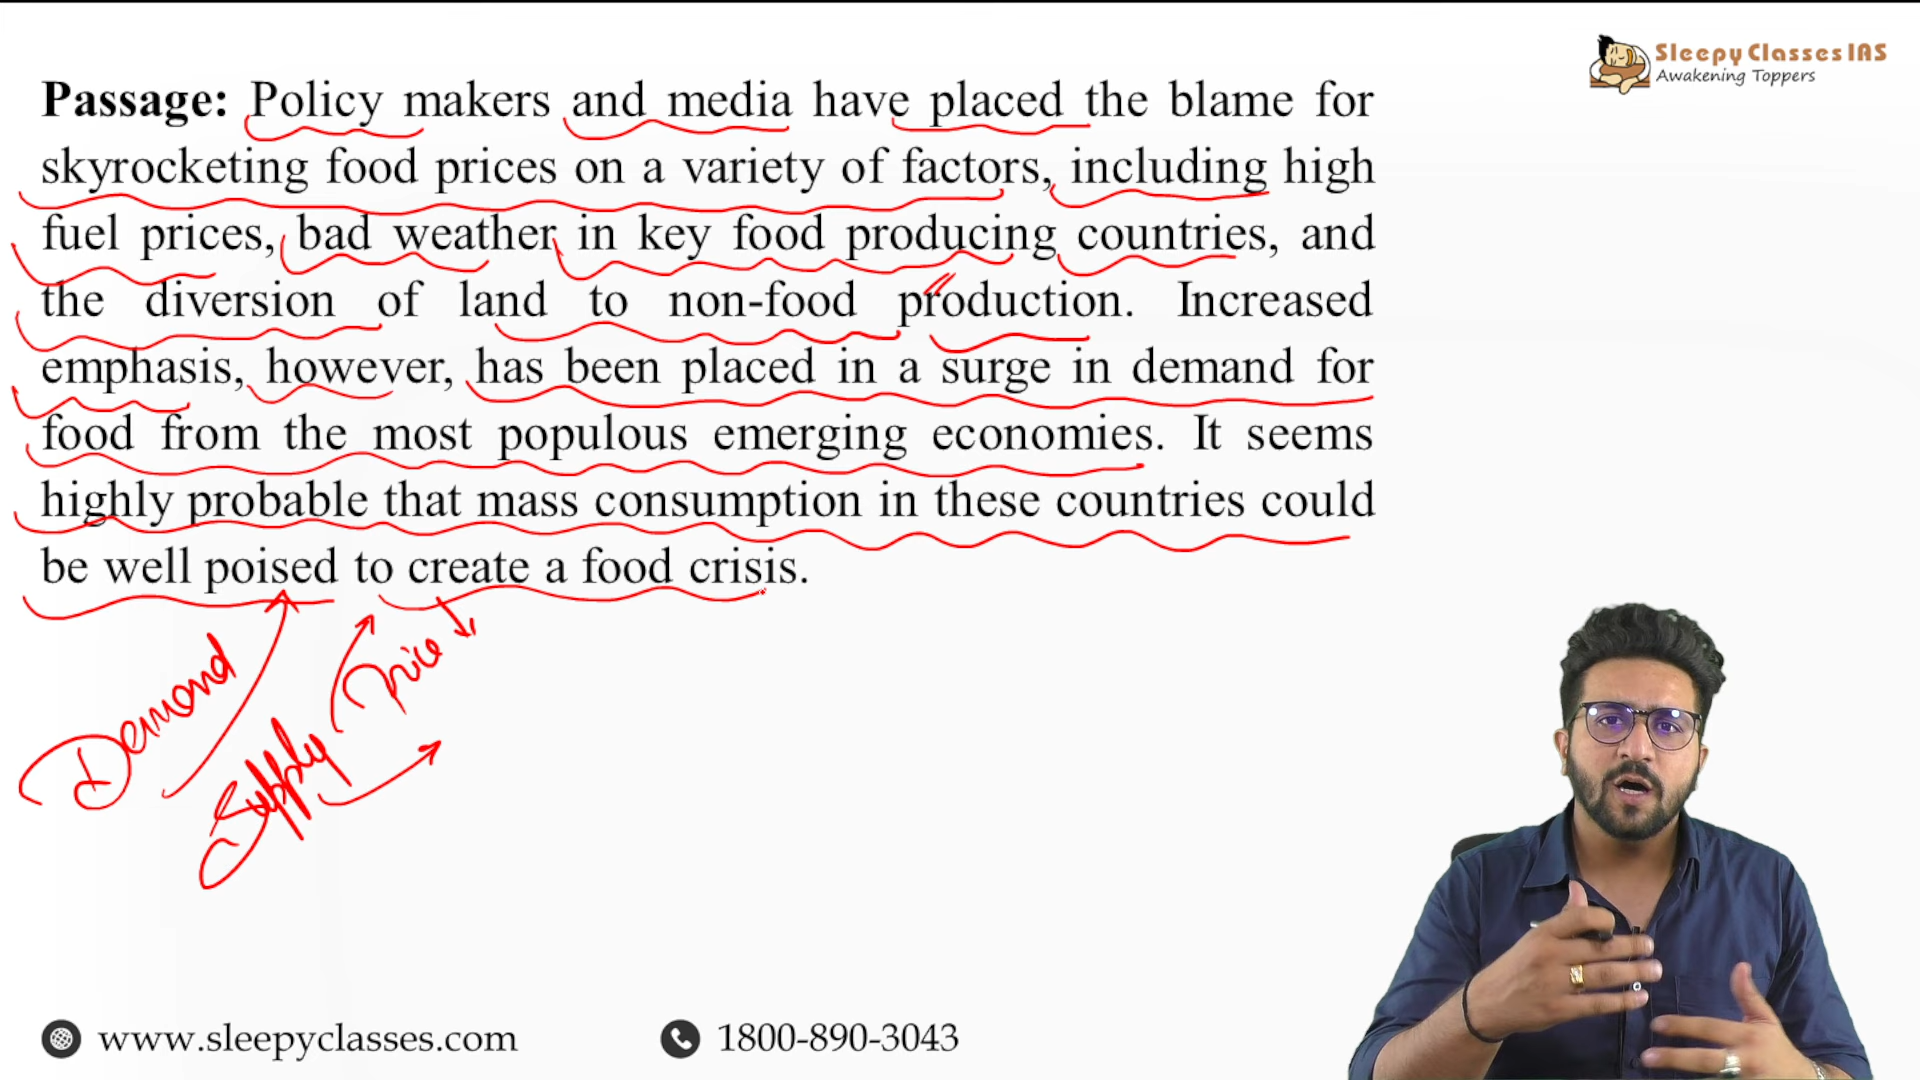 SleepyClasses IAS
Awakening Toppers
Passage: Policy makers and media have placed the blame for
skyrocketing food prices on a variety of factors, including high
fuel prices, bad weather in key food producing countries, and
the diversion of land to non-food production. Increased
emphasis, however, has been placed in a surge in demand for
food from the most populous emerging economies. It seems
highly probable that mass consumption in these countries could
be well poised to create a food crisis.
Demand
Supply
Price
www.sleepyclasses.com
1800-890-3043